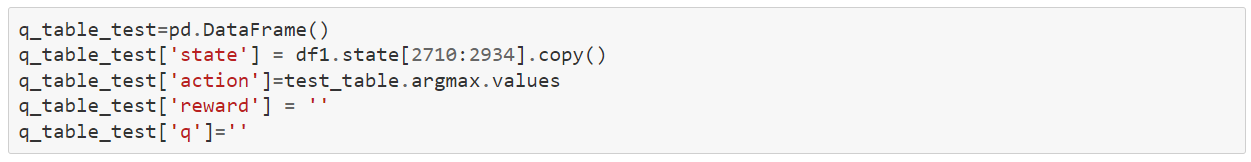 q_table_test=pd.DataFrame()
q_table_test['state'] = df1.state[2710:2934].copy()
q_table_test['action']=test_table.argmax.values
q_table_test['reward'] = ''
q_table_test['q']=''